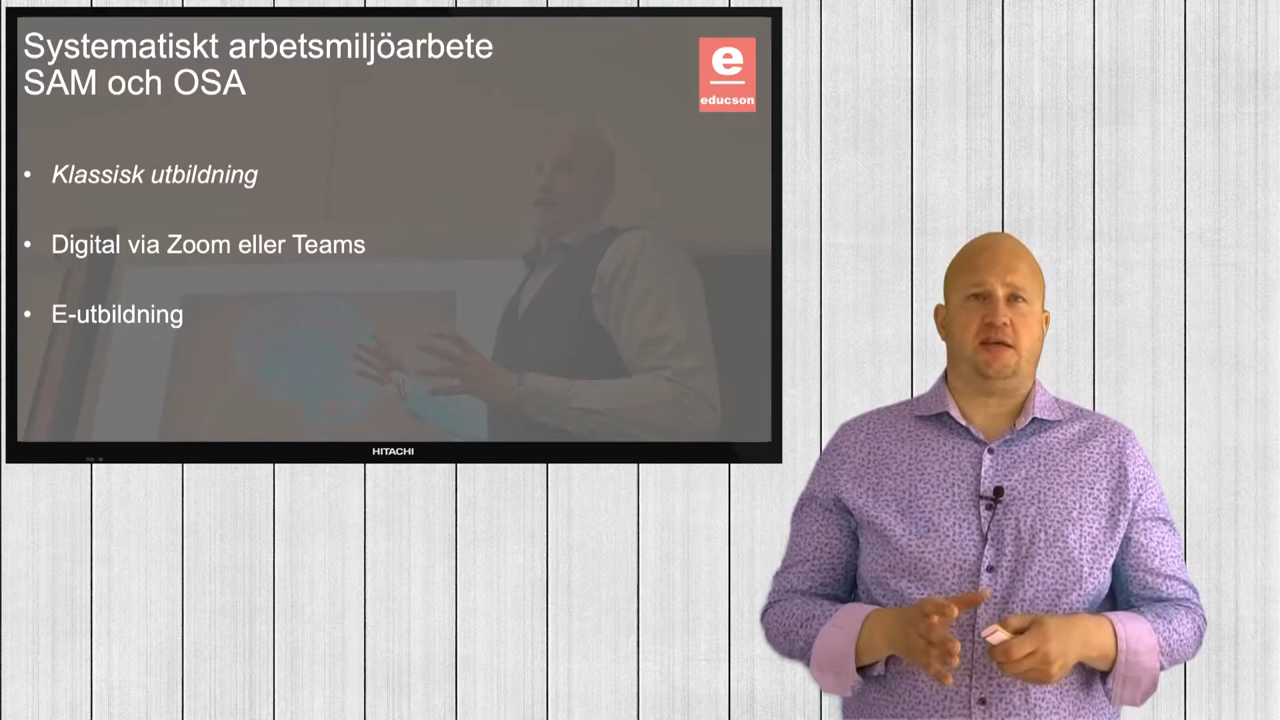 Systematiskt arbetsmiljöarbete
SAM och OSA
e
educson
• Klassisk utbildning
• Digital via Zoom eller Teams
• E-utbildning
HITACHI